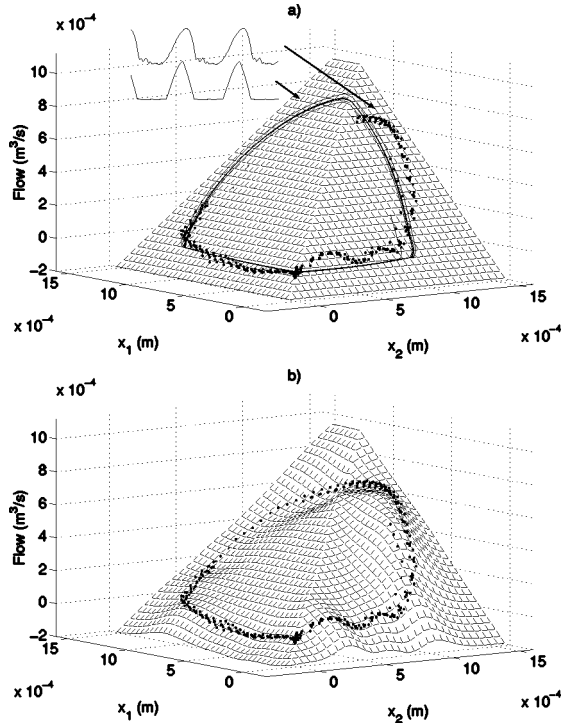 a)
x 10⁻⁴
10
8
6
4
2
0
−2
Flow (m³/s)
15
10
5
0
x 10⁻⁴
x₁ (m)
0
5
10
15
x₂ (m)
x 10⁻⁴
b)
x 10⁻⁴
10
8
6
4
2
0
−2
Flow (m³/s)
15
10
5
0
x 10⁻⁴
x₁ (m)
0
5
10
15
x₂ (m)
x 10⁻⁴